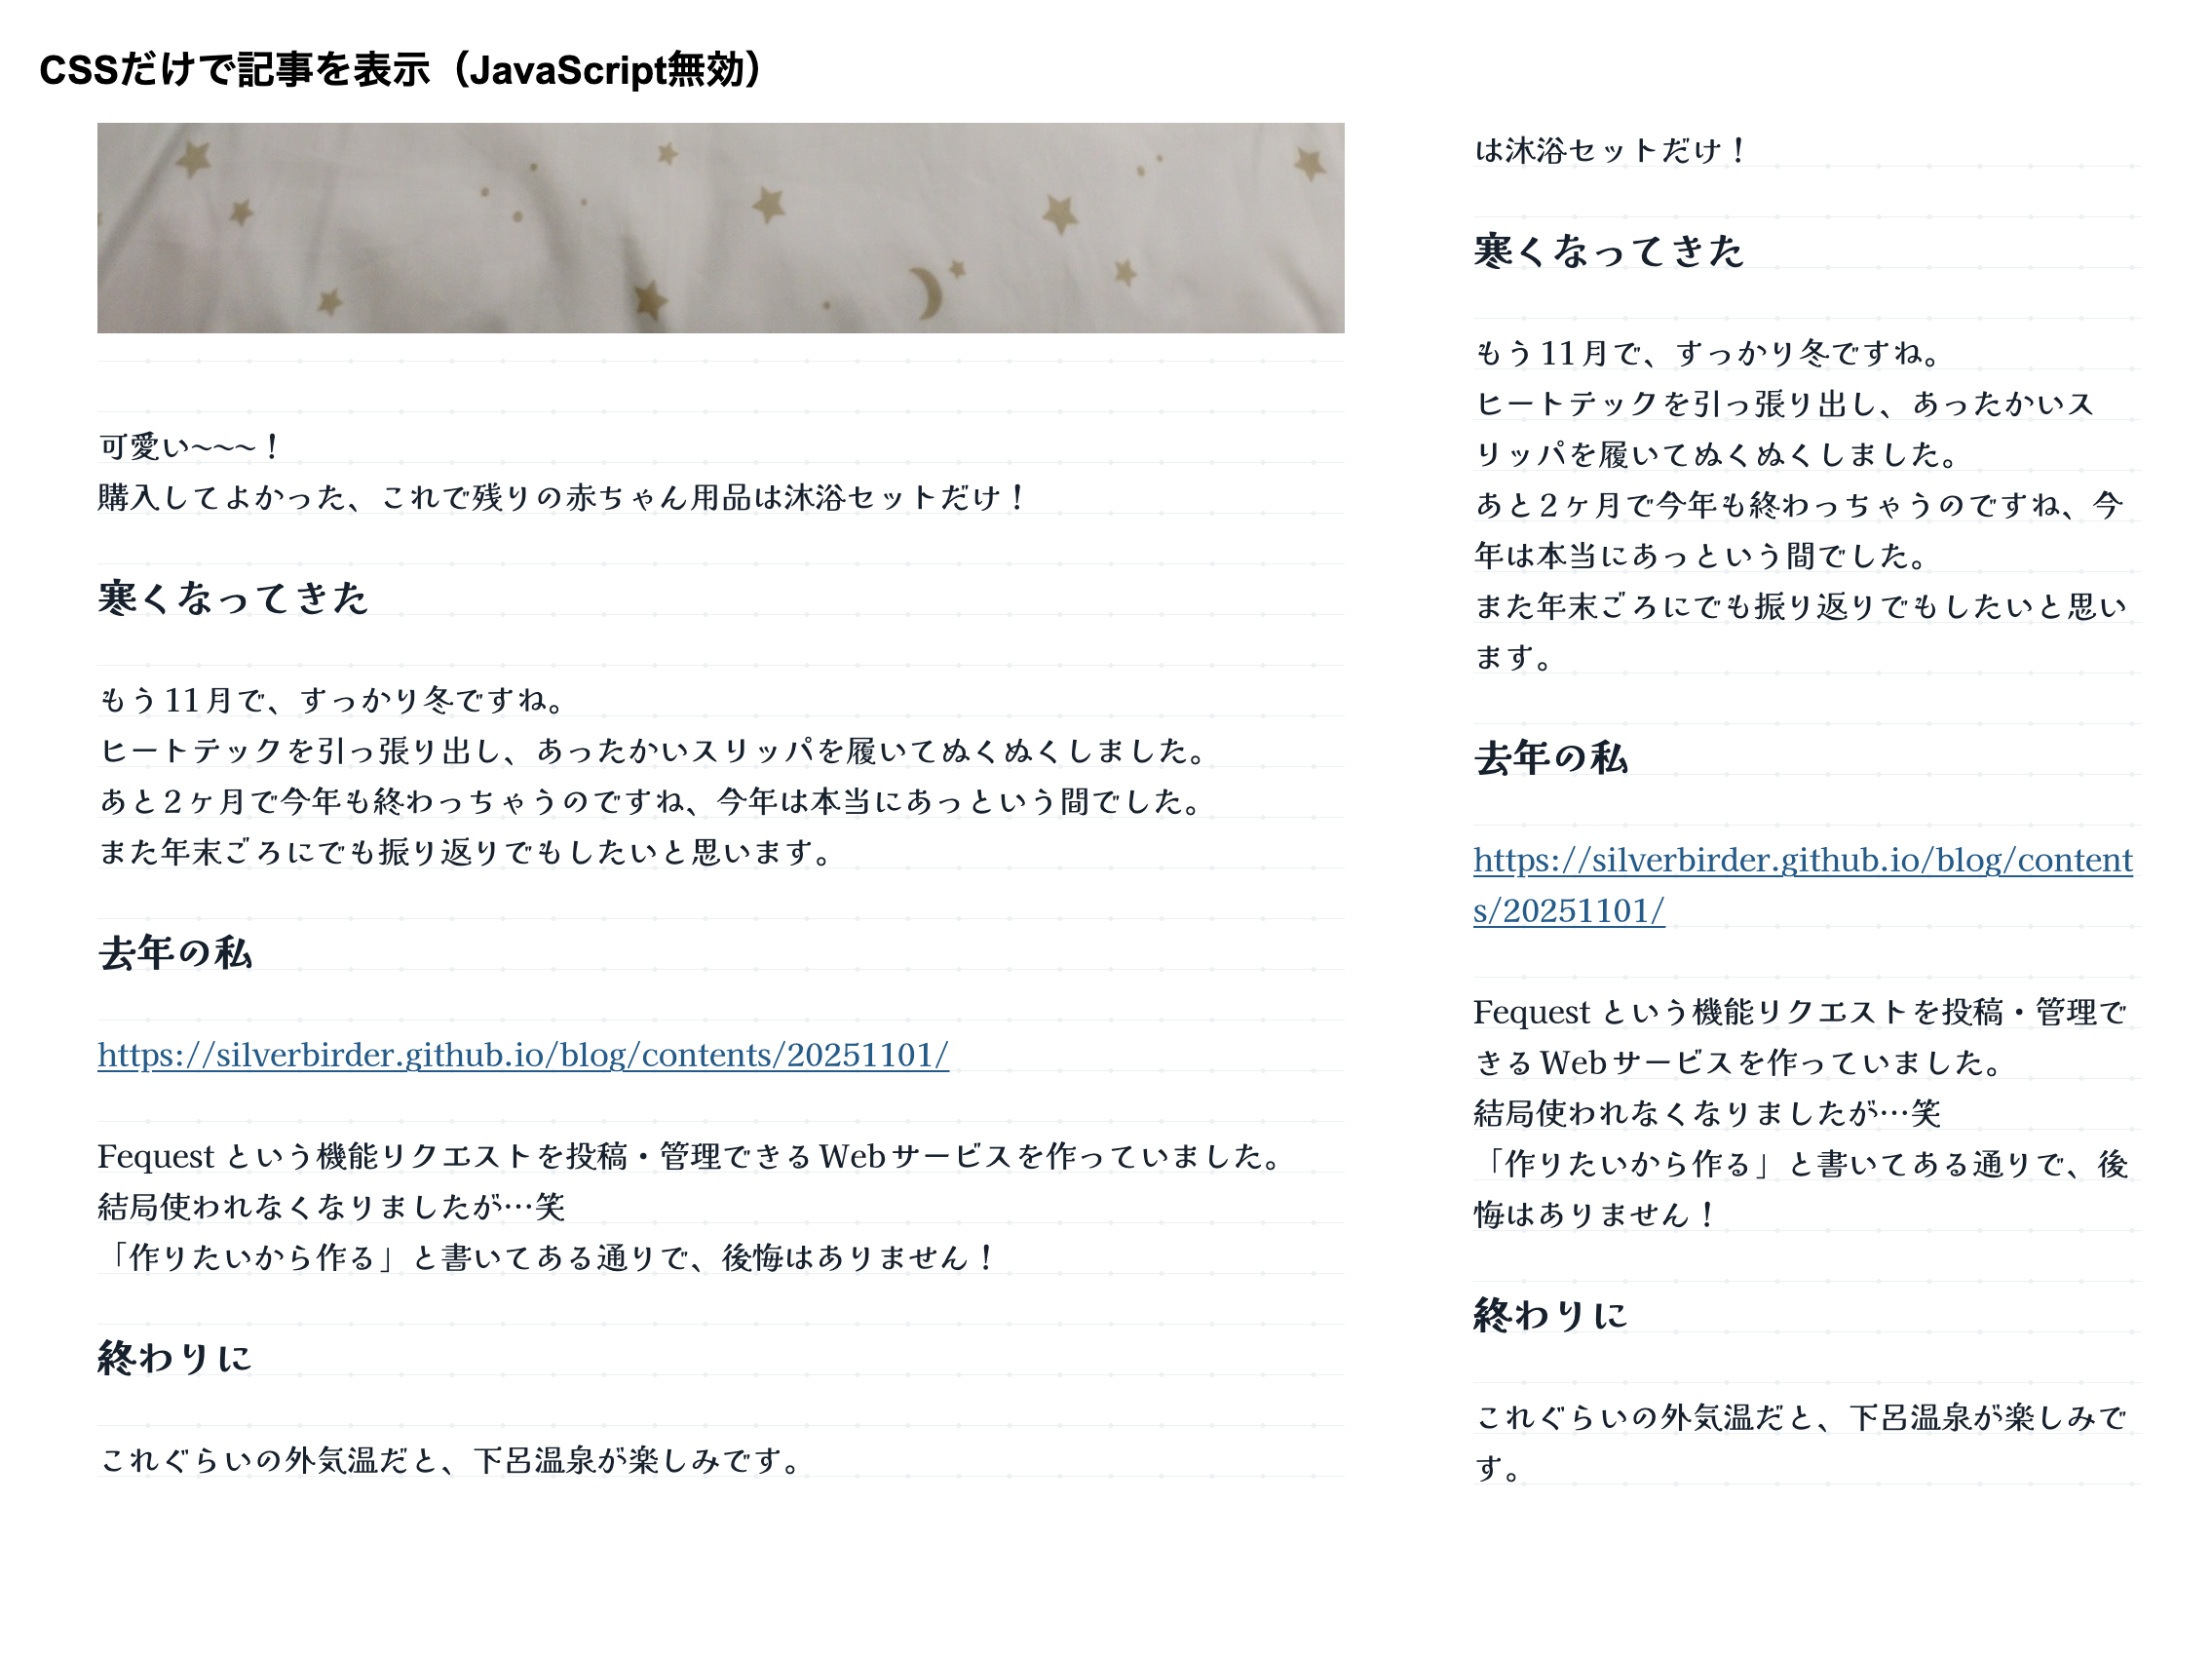 CSSだけで記事を表示（JavaScript無効）
可愛い~~~！
購入してよかった、これで残りの赤ちゃん用品は沐浴セットだけ！
寒くなってきた
もう11月で、すっかり冬ですね。
ヒートテックを引っ張り出し、あったかいスリッパを履いてぬくぬくしました。
あと2ヶ月で今年も終わっちゃうのですね、今年は本当にあっという間でした。
また年末ごろにでも振り返りでもしたいと思います。
去年の私
https://silverbirder.github.io/blog/contents/20251101/
Fequest という機能リクエストを投稿・管理できるWebサービスを作っていました。
結局使われなくなりましたが…笑
「作りたいから作る」と書いてある通りで、後悔はありません！
終わりに
これぐらいの外気温だと、下呂温泉が楽しみです。
は沐浴セットだけ！
寒くなってきた
もう11月で、すっかり冬ですね。
ヒートテックを引っ張り出し、あったかいス
リッパを履いてぬくぬくしました。
あと2ヶ月で今年も終わっちゃうのですね、今
年は本当にあっという間でした。
また年末ごろにでも振り返りでもしたいと思い
ます。
去年の私
https://silverbirder.github.io/blog/content
s/20251101/
Fequest という機能リクエストを投稿・管理で
きるWebサービスを作っていました。
結局使われなくなりましたが…笑
「作りたいから作る」と書いてある通りで、後
悔はありません！
終わりに
これぐらいの外気温だと、下呂温泉が楽しみで
す。